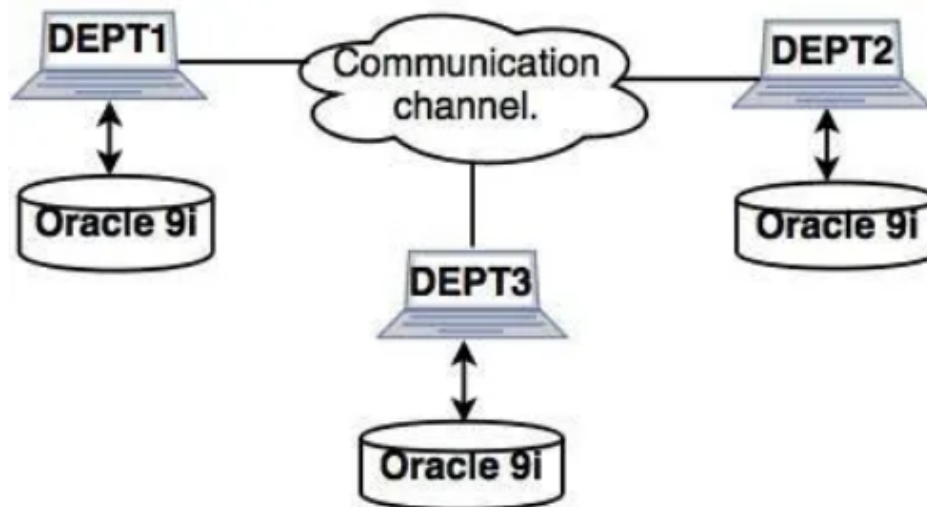 DEPT1
Communication
channel.
DEPT2
Oracle 9i
Oracle 9i
DEPT3
Oracle 9i